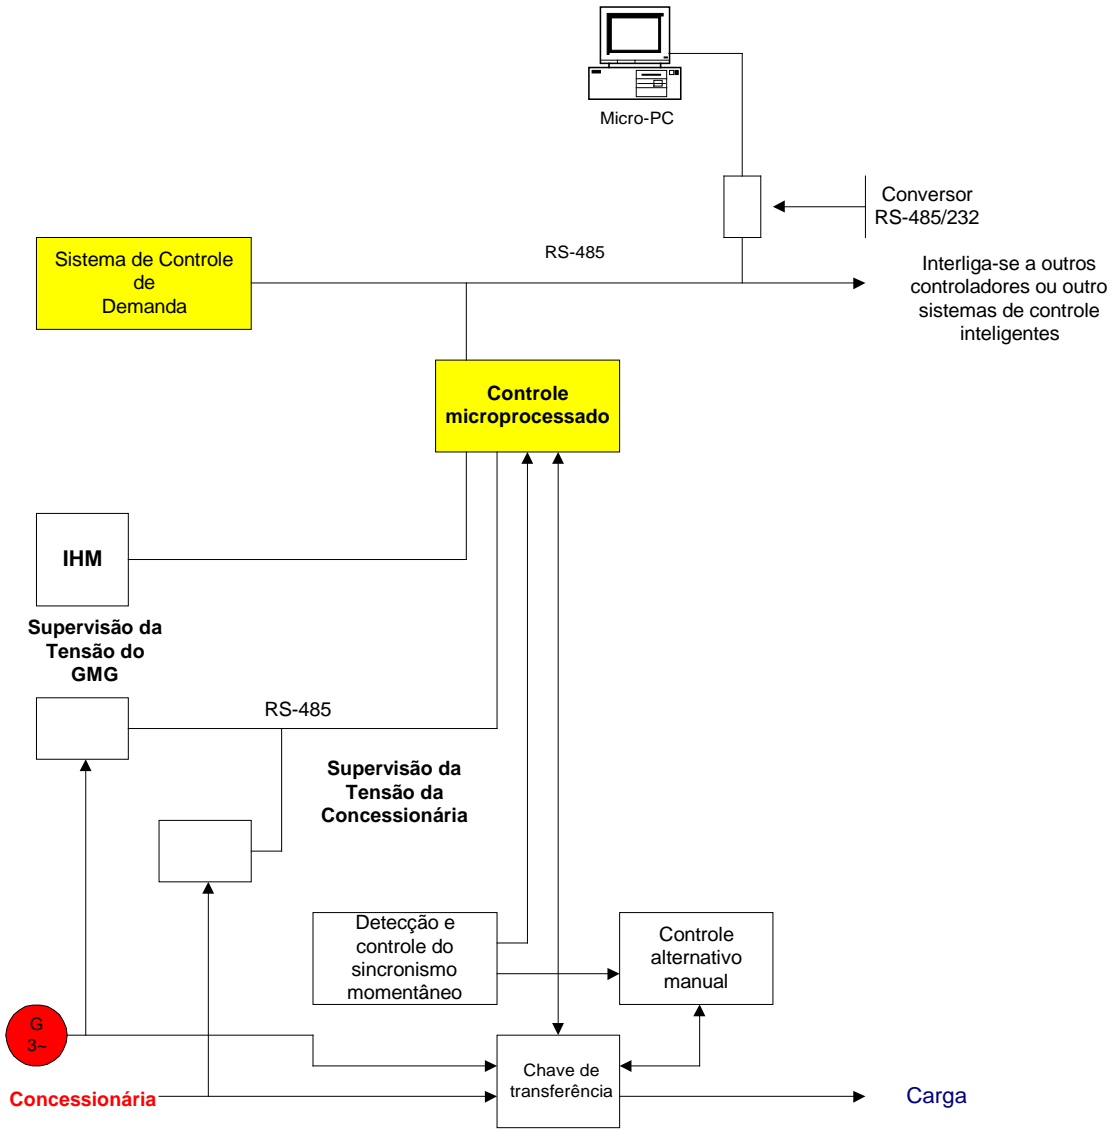 Micro-PC
Conversor
RS-485/232
RS-485
Sistema de Controle
de
Demanda
Interliga-se a outros
controladores ou outro
sistemas de controle
inteligentes
Controle
microprocessado
IHM
Supervisão da
Tensão do
GMG
RS-485
Supervisão da
Tensão da
Concessionária
Detecção e
controle do
sincronismo
momentâneo
Controle
alternativo
manual
G
3~
Chave de
transferência
Concessionária
Carga